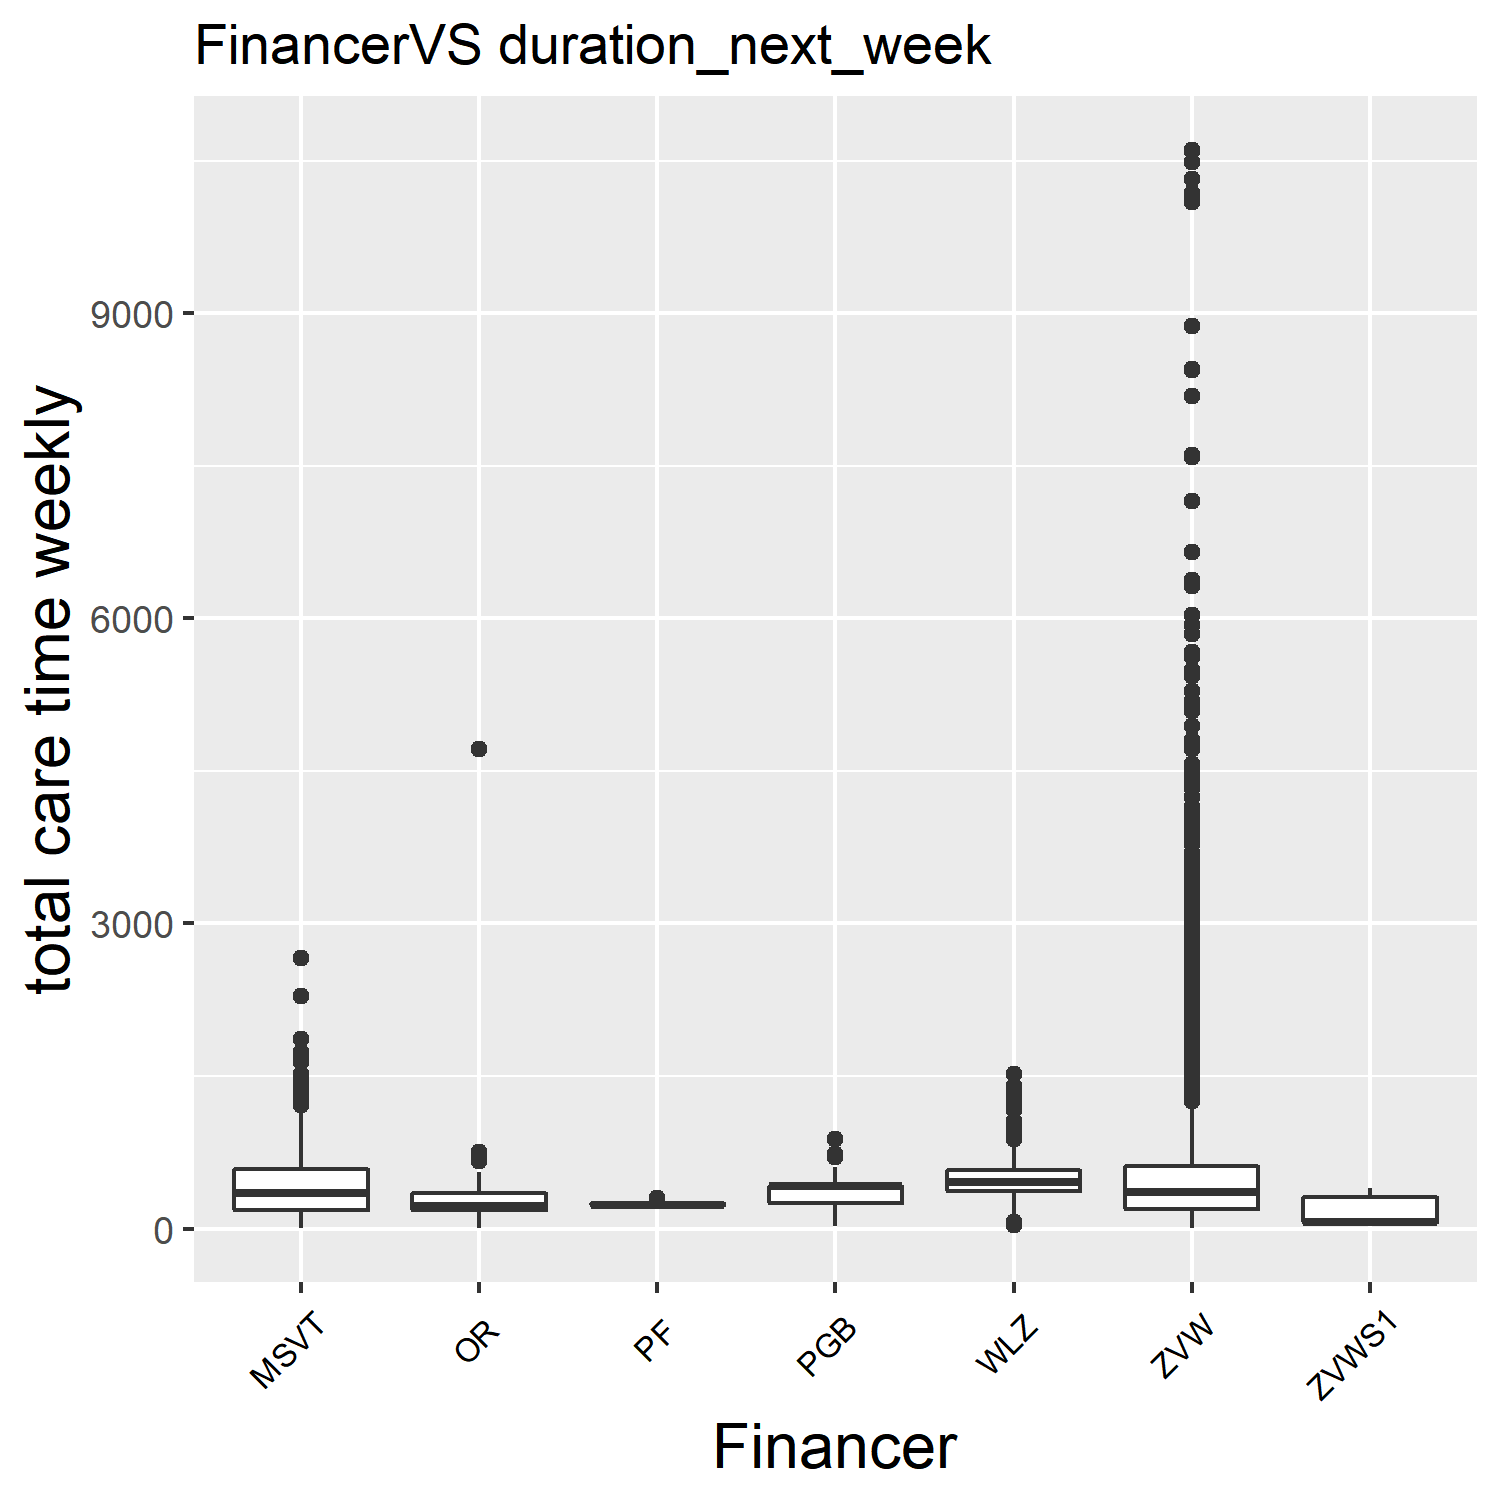 FinancerVS duration_next_week
total care time weekly
9000
6000
3000
0
MSVT
OR
PF
PGB
WLZ
ZVW
ZVWS1
Financer